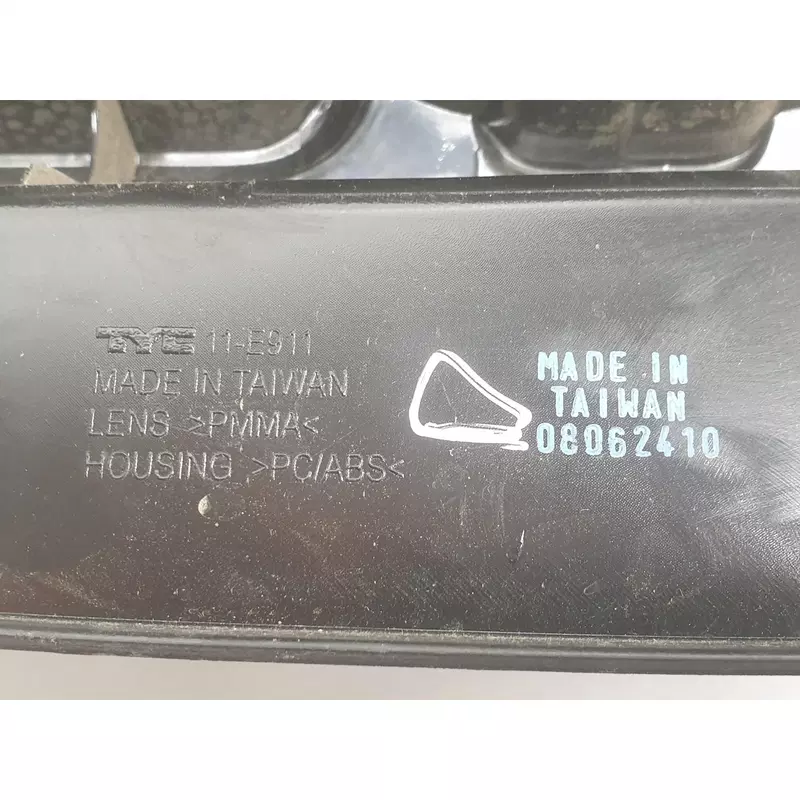 TYC 11-E911
MADE IN TAIWAN
LENS >PMMA<
HOUSING >PC/ABS<
MADE IN
TAIWAN
08062410